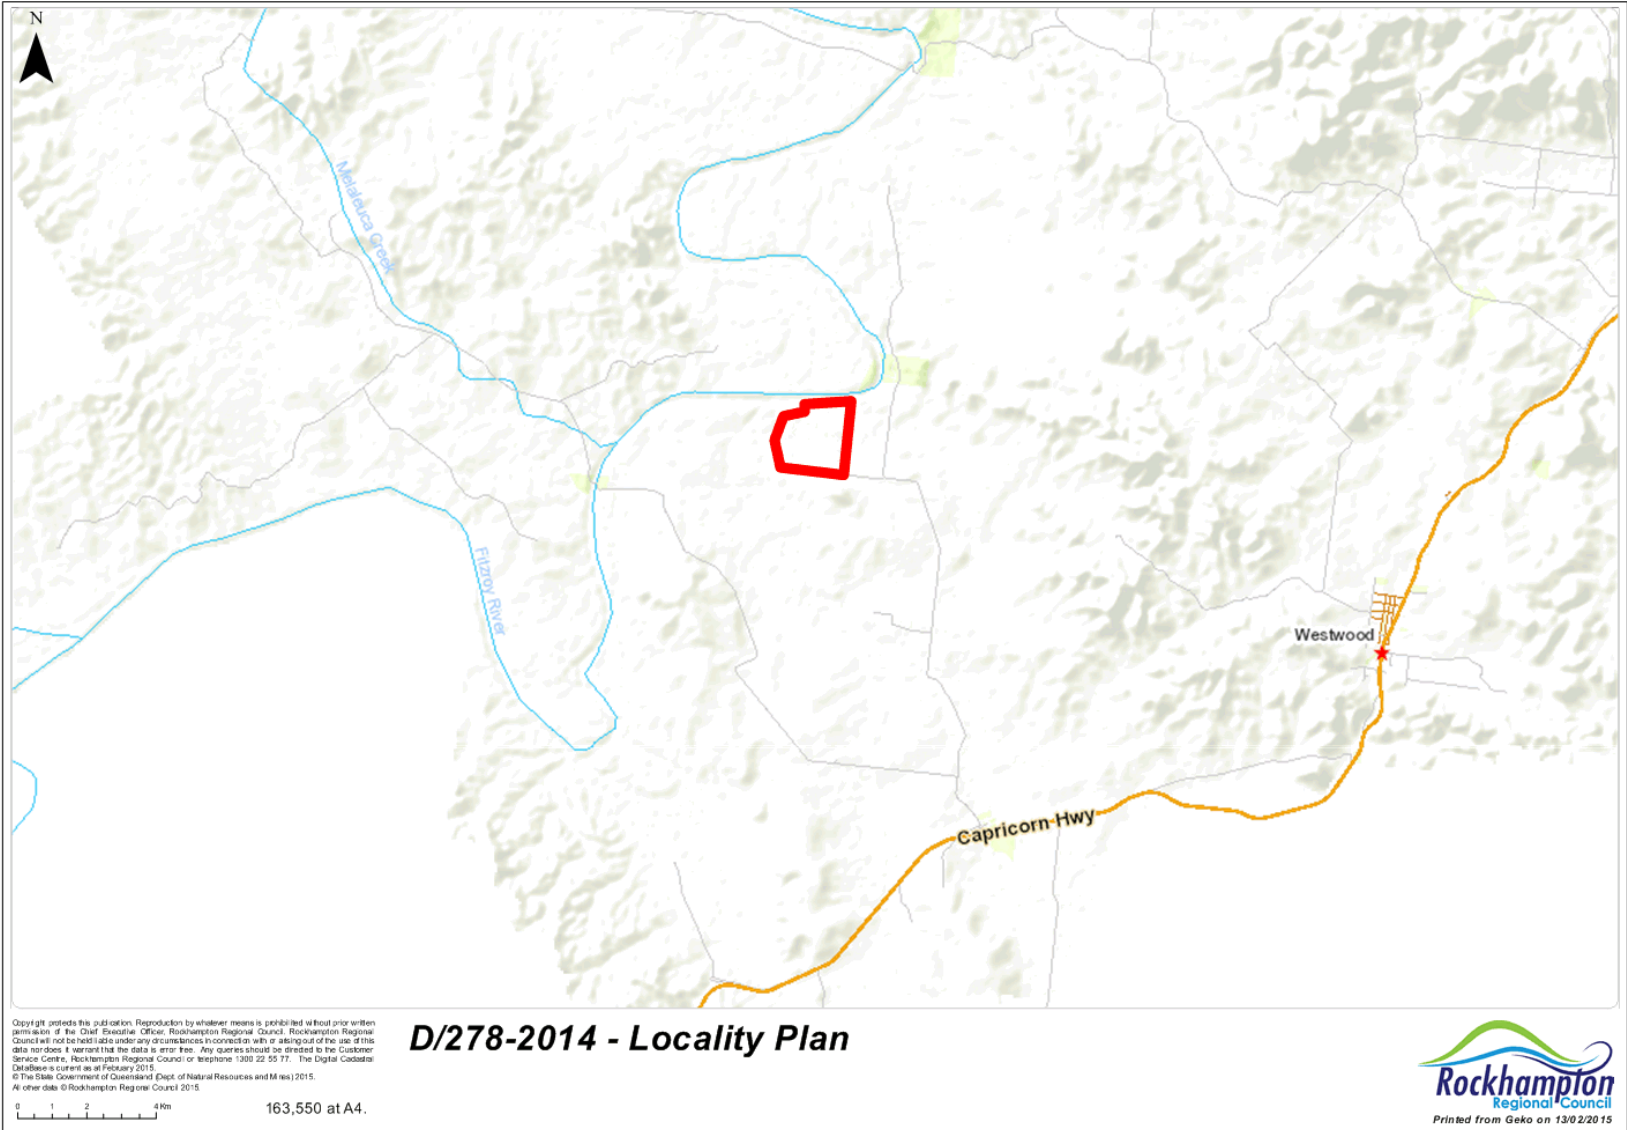 N
Melaleuca Creek
Fitzroy River
Westwood
Capricorn Hwy
Copyright protects this publication. Reproduction by whatever means is prohibited without prior written
permission of the Chief Executive Officer, Rockhampton Regional Council. Rockhampton Regional
Council will not be held liable under any circumstances in connection with or arising out of the use of this
data nor does it warrant that the data is error free. Any queries should be directed to the Customer
Service Centre, Rockhampton Regional Council or telephone 1300 22 55 77. The Digital Cadastral
DataBase is current as at February 2015.
© The State Government of Queensland (Dept. of Natural Resources and Mines) 2015.
All other data © Rockhampton Regional Council 2015.
0 1 2 4 Km
163,550 at A4.
D/278-2014 - Locality Plan
Rockhampton
Regional Council
Printed from Geko on 13/02/2015